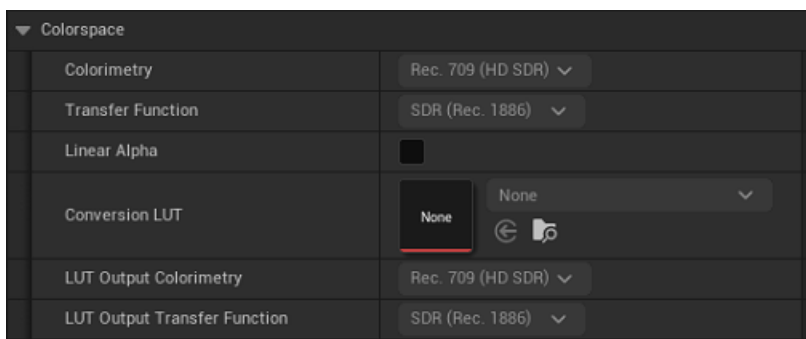 Colorspace
Colorimetry Rec. 709 (HD SDR)
Transfer Function SDR (Rec. 1886)
Linear Alpha
Conversion LUT None None
LUT Output Colorimetry Rec. 709 (HD SDR)
LUT Output Transfer Function SDR (Rec. 1886)